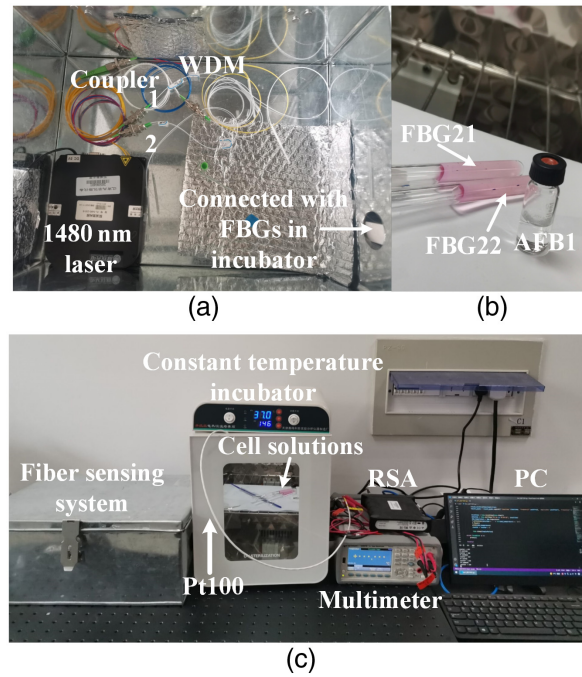 Coupler
WDM
1
2
1480 nm
laser
Connected with
FBGs in
incubator
(a)
FBG21
FBG22
AFB1
(b)
Constant temperature
incubator
37.0
146
Cell solutions
Fiber sensing
system
RSA
PC
Pt100
Multimeter
(c)